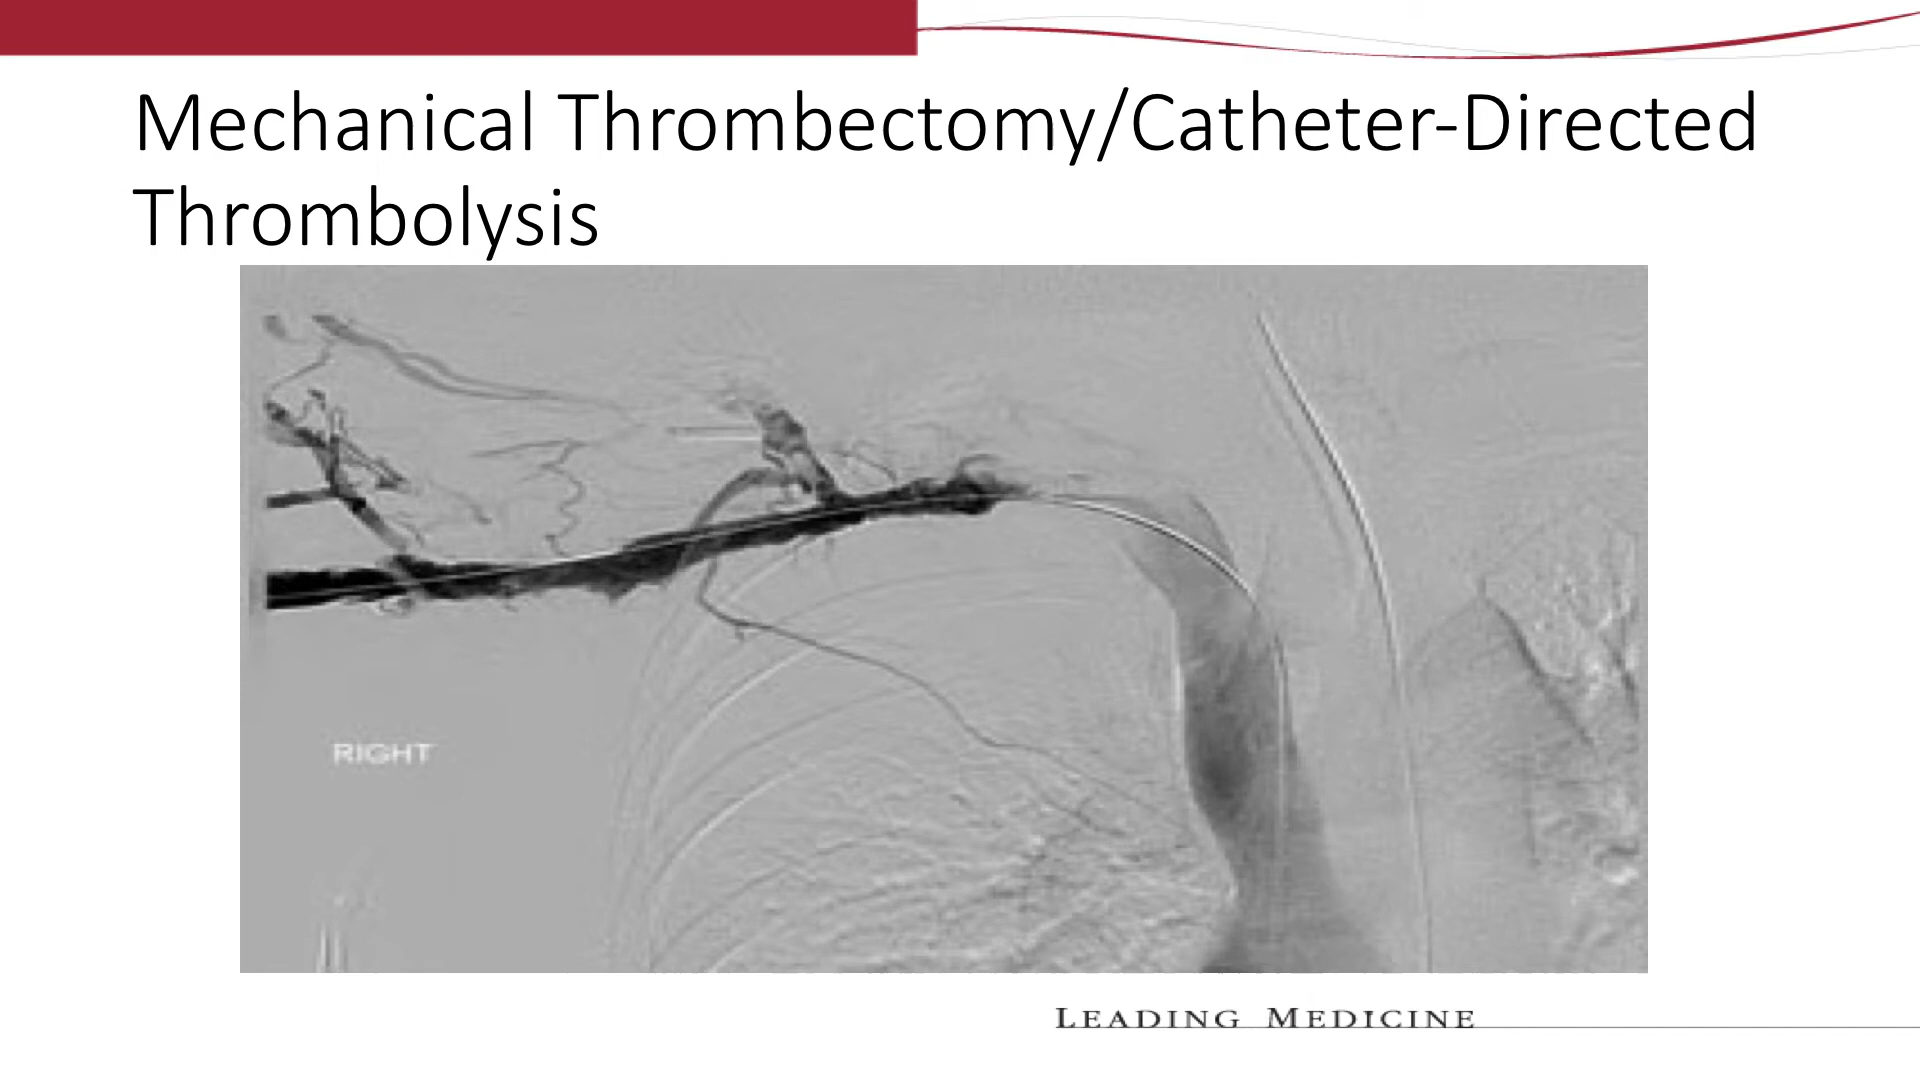 Mechanical Thrombectomy/Catheter-Directed
Thrombolysis
RIGHT
LEADING MEDICINE